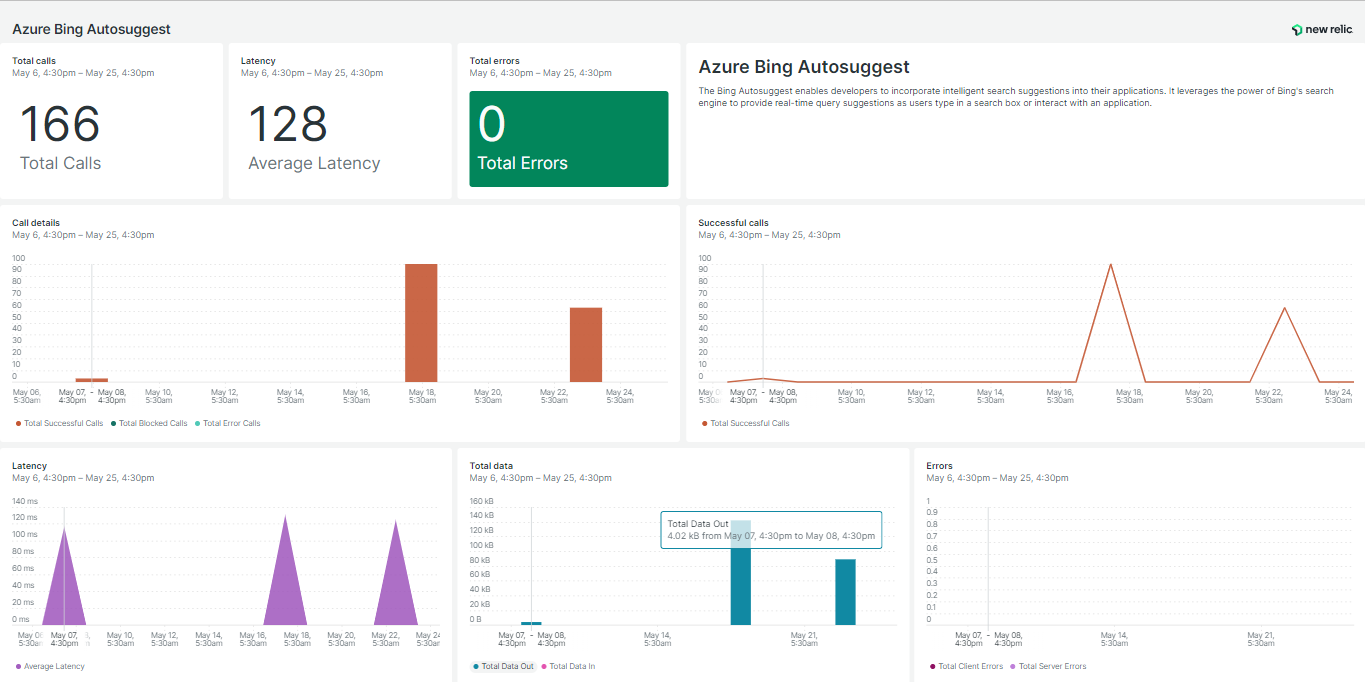 Azure Bing Autosuggest
new relic
Total calls
May 6, 4:30pm – May 25, 4:30pm
166
Total Calls
Latency
May 6, 4:30pm – May 25, 4:30pm
128
Average Latency
Total errors
May 6, 4:30pm – May 25, 4:30pm
0
Total Errors
Azure Bing Autosuggest
The Bing Autosuggest enables developers to incorporate intelligent search suggestions into their applications. It leverages the power of Bing's search
engine to provide real-time query suggestions as users type in a search box or interact with an application.
Call details
May 6, 4:30pm – May 25, 4:30pm
100
90
80
70
60
50
40
30
20
10
0
May 06, May 07, - May 08, May 10, May 12, May 14, May 16, May 18, May 20, May 22, May 24,
5:30am 4:30pm 4:30pm 5:30am 5:30am 5:30am 5:30am 5:30am 5:30am 5:30am 5:30am
Total Successful Calls Total Blocked Calls Total Error Calls
Successful calls
May 6, 4:30pm – May 25, 4:30pm
100
90
80
70
60
50
40
30
20
10
0
May 07, - May 08, May 10, May 12, May 14, May 16, May 18, May 20, May 22, May 24,
4:30pm 4:30pm 5:30am 5:30am 5:30am 5:30am 5:30am 5:30am 5:30am 5:30am
Total Successful Calls
Latency
May 6, 4:30pm – May 25, 4:30pm
140 ms
120 ms
100 ms
80 ms
60 ms
40 ms
20 ms
0 ms
May 07, May 10, May 12, May 14, May 16, May 18, May 20, May 22, May 24
5:30am 4:30pm 5:30am 5:30am 5:30am 5:30am 5:30am 5:30am 5:30am
Average Latency
Total data
May 6, 4:30pm – May 25, 4:30pm
160 kB
140 kB
120 kB
100 kB
80 kB
60 kB
40 kB
20 kB
0 B
Total Data Out
4.02 kB from May 07, 4:30pm to May 08, 4:30pm
May 07, - May 08, May 14, May 21,
4:30pm 4:30pm 5:30am 5:30am
Total Data Out Total Data In
Errors
May 6, 4:30pm – May 25, 4:30pm
1
0.9
0.8
0.7
0.6
0.5
0.4
0.3
0.2
0.1
0
May 07, - May 08, May 14, May 21,
4:30pm 4:30pm 5:30am 5:30am
Total Client Errors Total Server Errors